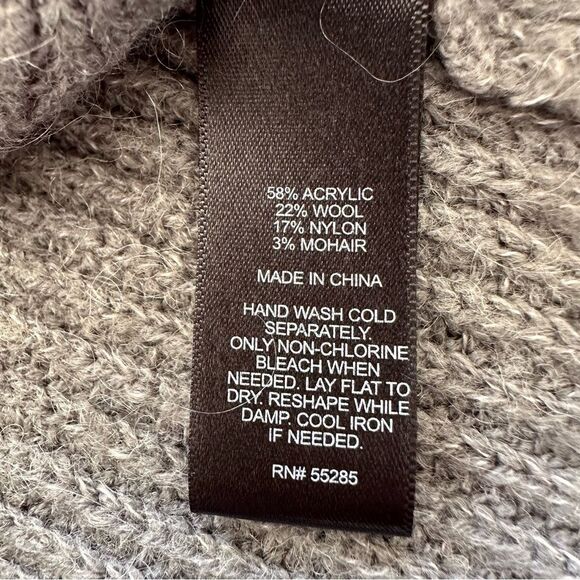 58% ACRYLIC
22% WOOL
17% NYLON
3% MOHAIR
MADE IN CHINA
HAND WASH COLD
SEPARATELY.
ONLY NON-CHLORINE
BLEACH WHEN
NEEDED. LAY FLAT TO
DRY. RESHAPE WHILE
DAMP. COOL IRON
IF NEEDED.
RN# 55285